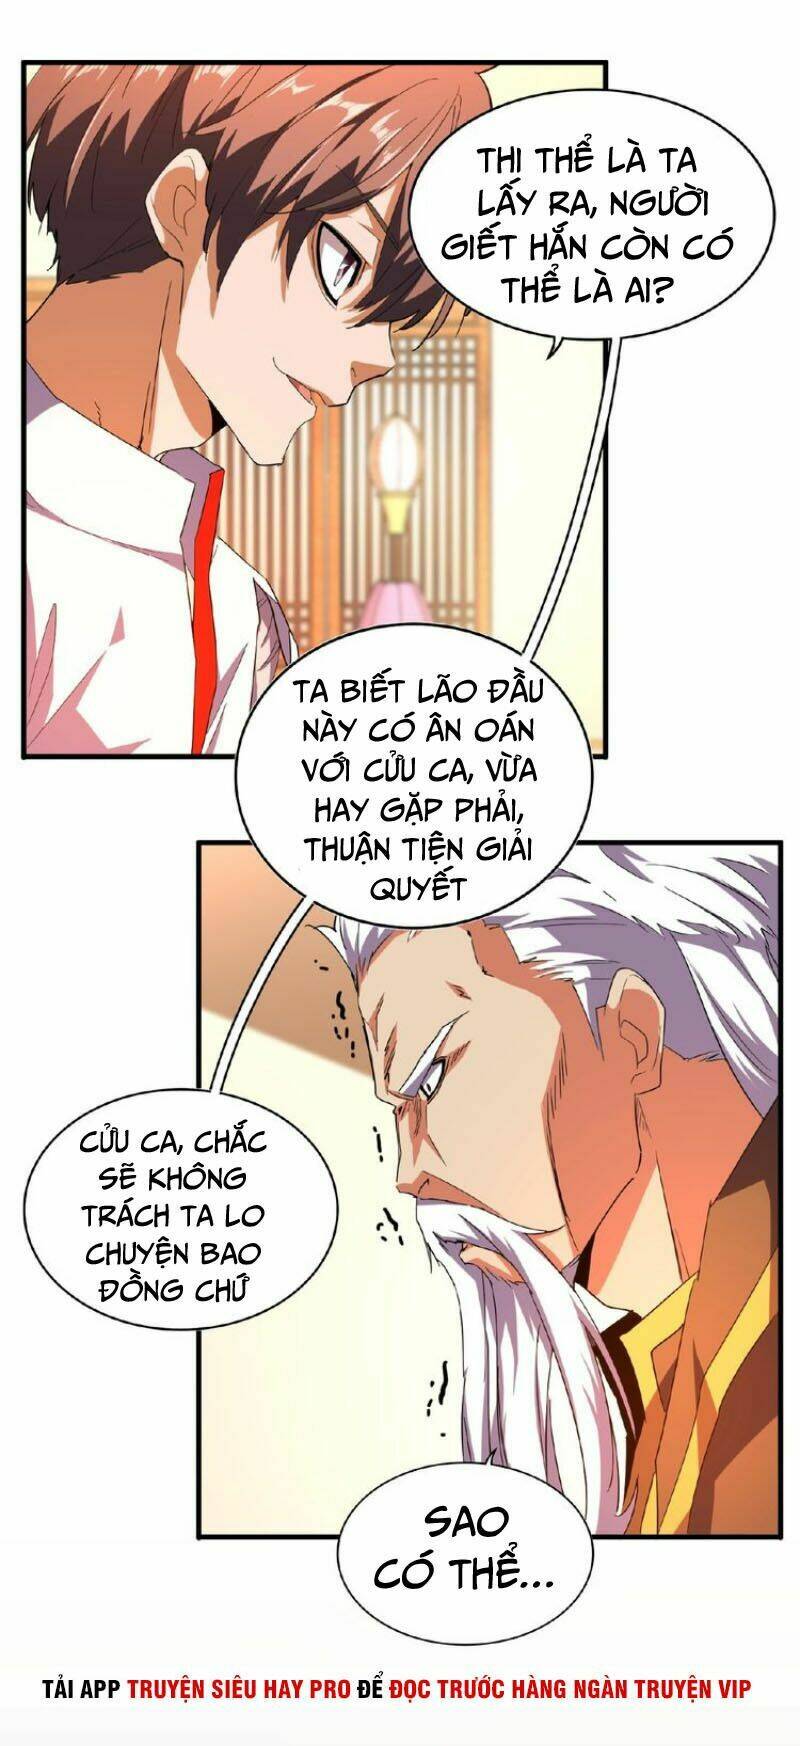 THI THỂ LÀ TA
LẤY RA, NGƯỜI
GIẾT HẮN CÒN CÓ
THỂ LÀ AI?
TA BIẾT LÃO ĐẦU
NÀY CÓ ÂN OÁN
VỚI CỬU CA, VỪA
HAY GẶP PHẢI,
THUẬN TIỆN GIẢI
QUYẾT
CỬU CA, CHẮC
SẼ KHÔNG
TRÁCH TA LO
CHUYỆN BAO
ĐỒNG CHỨ
SAO
CÓ THỂ...
TẢI APP TRUYỆN SIÊU HAY PRO ĐỂ ĐỌC TRƯỚC HÀNG NGÀN TRUYỆN VIP